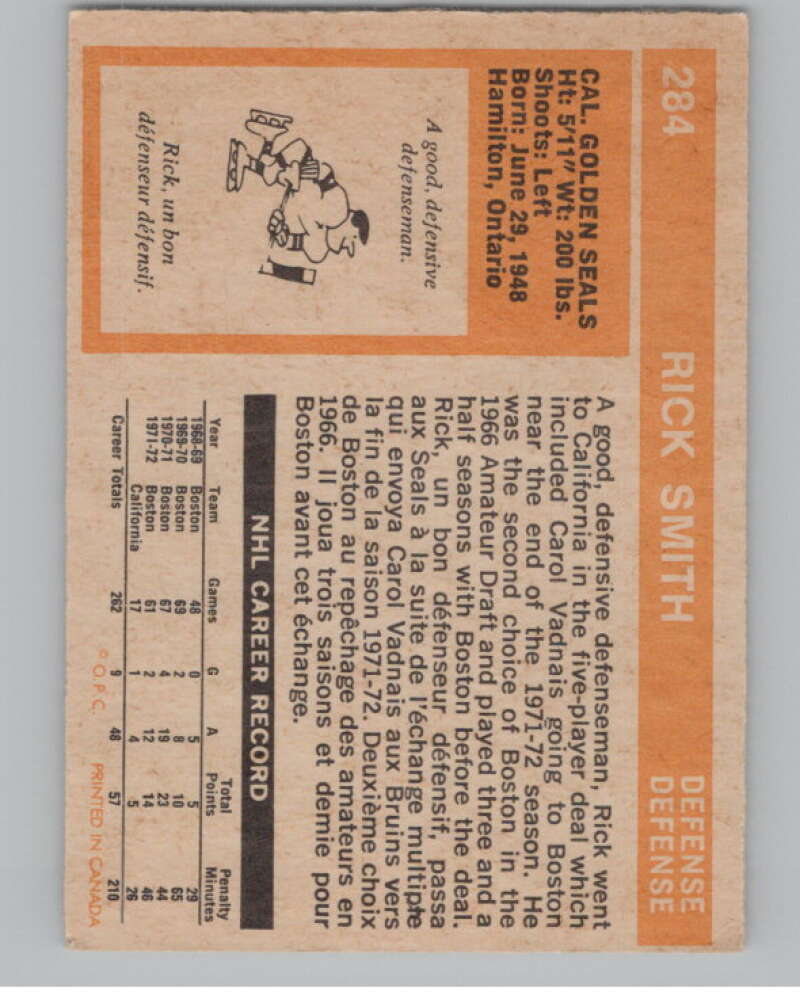 284 RICK SMITH DEFENSE
DEFENSE
CAL. GOLDEN SEALS
Ht: 5'11" Wt: 200 lbs.
Shoots: Left
Born: June 29, 1948
Hamilton, Ontario
A good, defensive
defenseman.
Rick, un bon
défenseur défensif.
A good, defensive defenseman, Rick went
to California in the five-player deal which
included Carol Vadnais going to Boston
near the end of the 1971-72 season. He
was the second choice of Boston in the
1966 Amateur Draft and played three and a
half seasons with Boston before the deal.
Rick, un bon défenseur défensif, passa
aux Seals à la suite de l'échange multiple
qui envoya Carol Vadnais aux Bruins vers
la fin de la saison 1971-72. Deuxième choix
de Boston au repêchage des amateurs en
1966. Il joua trois saisons et demie pour
Boston avant cet échange.
NHL CAREER RECORD
Year Team Games G A Total Points Penalty Minutes
1968-69 Boston 48 0 5 5 29
1969-70 Boston 69 2 8 10 65
1970-71 Boston 67 4 19 23 44
1971-72 Boston 61 2 12 14 46
California 17 1 4 5 26
Career Totals 262 9 48 57 210
© O.P.C. PRINTED IN CANADA